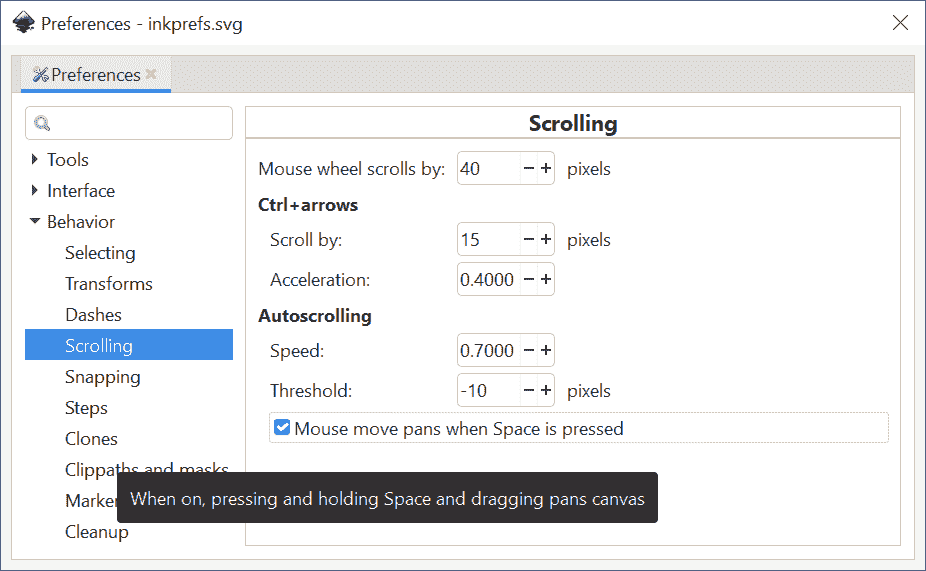 Preferences - inkprefs.svg
Preferences
Scrolling
Tools
Interface
Behavior
Selecting
Transforms
Dashes
Scrolling
Snapping
Steps
Clones
Clippaths and masks
Cleanup
Mouse wheel scrolls by: 40 pixels
Ctrl+arrows
Scroll by: 15 pixels
Acceleration: 0.4000
Autoscrolling
Speed: 0.7000
Threshold: -10 pixels
Mouse move pans when Space is pressed
When on, pressing and holding Space and dragging pans canvas